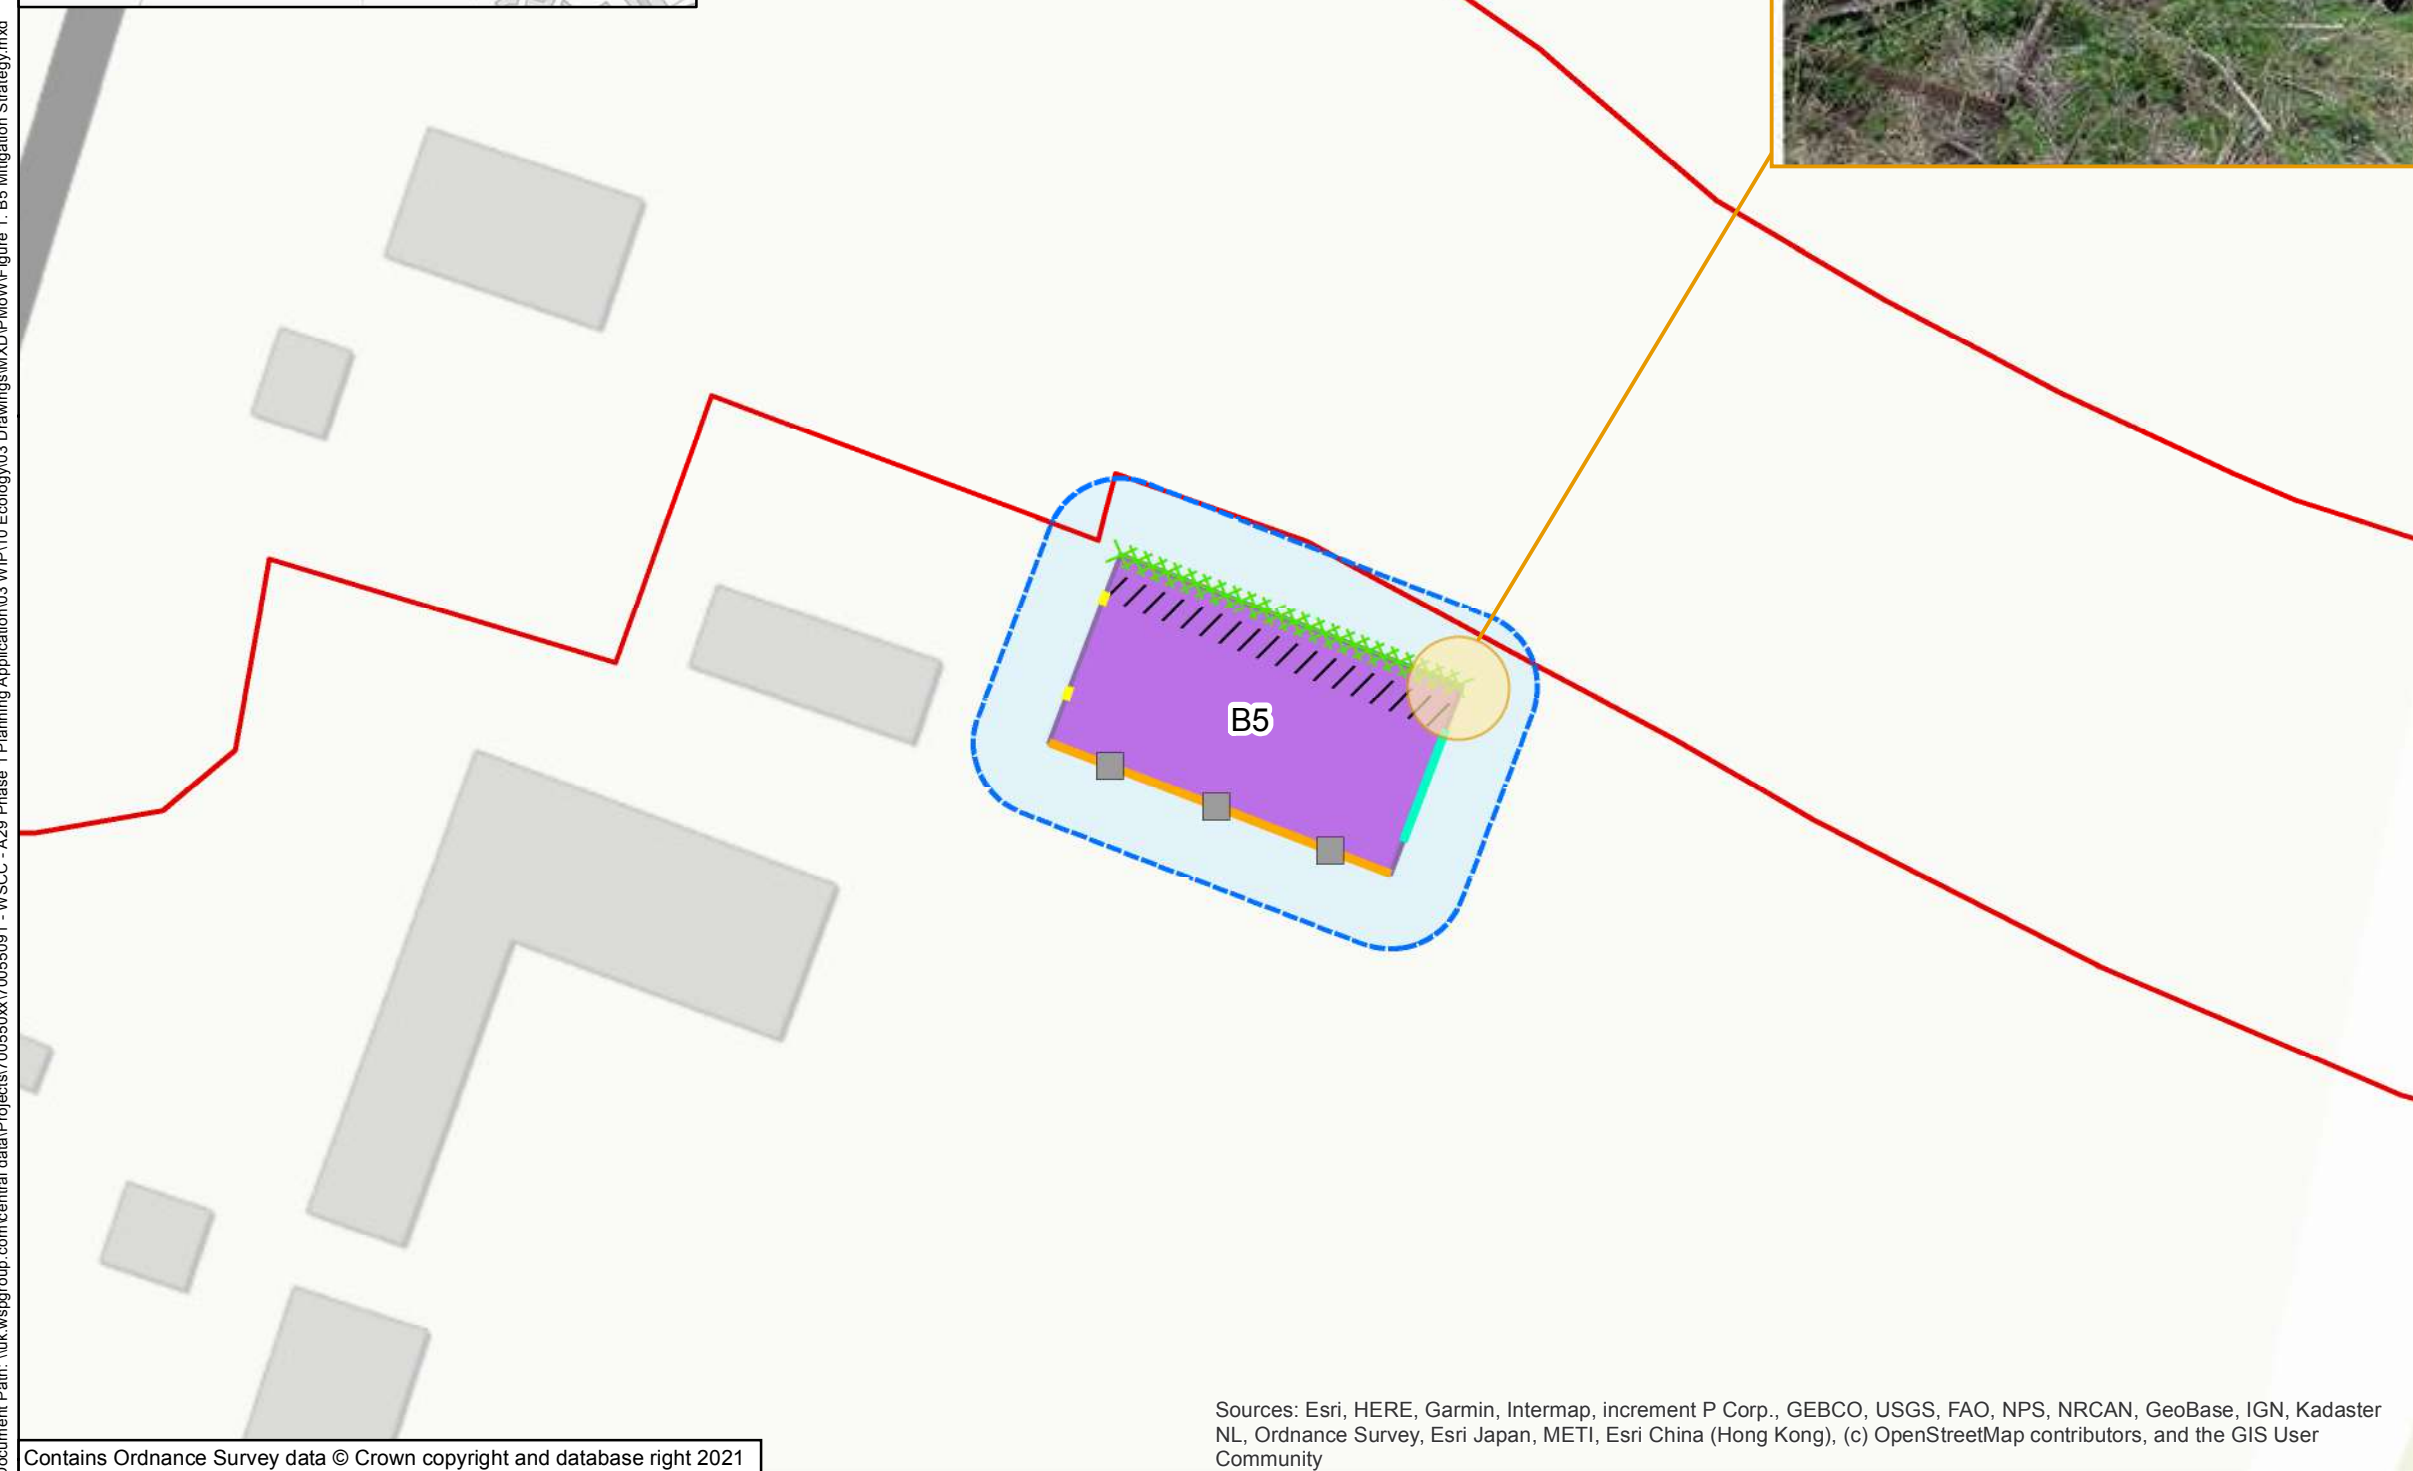 B5
Sources: Esri, HERE, Garmin, Intermap, increment P Corp., GEBCO, USGS, FAO, NPS, NRCAN, GeoBase, IGN, Kadaster
NL, Ordnance Survey, Esri Japan, METI, Esri China (Hong Kong), (c) OpenStreetMap contributors, and the GIS User
Community
Contains Ordnance Survey data © Crown copyright and database right 2021